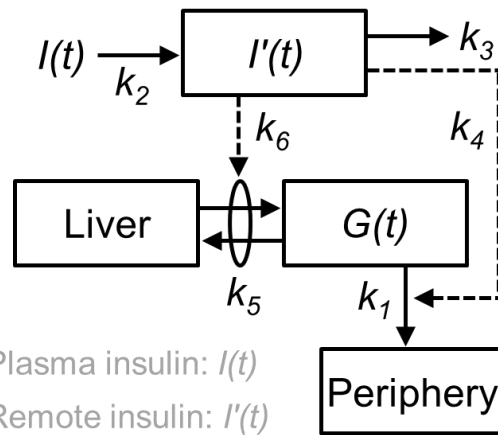 I(t)
k2
I'(t)
k3
k4
k6
Liver
G(t)
k5
k1
Plasma insulin: I(t)
Remote insulin: I'(t)
Periphery